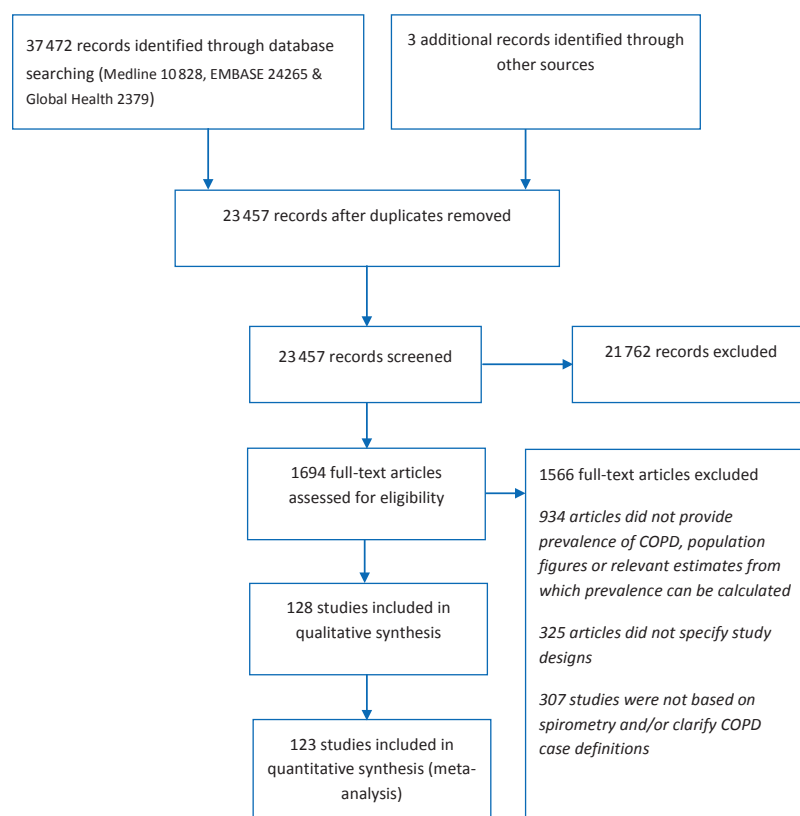 37 472 records identified through database
searching (Medline 10 828, EMBASE 24265 &
Global Health 2379)
3 additional records identified through
other sources
23 457 records after duplicates removed
23 457 records screened
21 762 records excluded
1694 full-text articles
assessed for eligibility
1566 full-text articles excluded
934 articles did not provide
prevalence of COPD, population
figures or relevant estimates from
which prevalence can be calculated
325 articles did not specify study
designs
307 studies were not based on
spirometry and/or clarify COPD
case definitions
128 studies included in
qualitative synthesis
123 studies included in
quantitative synthesis (meta-
analysis)